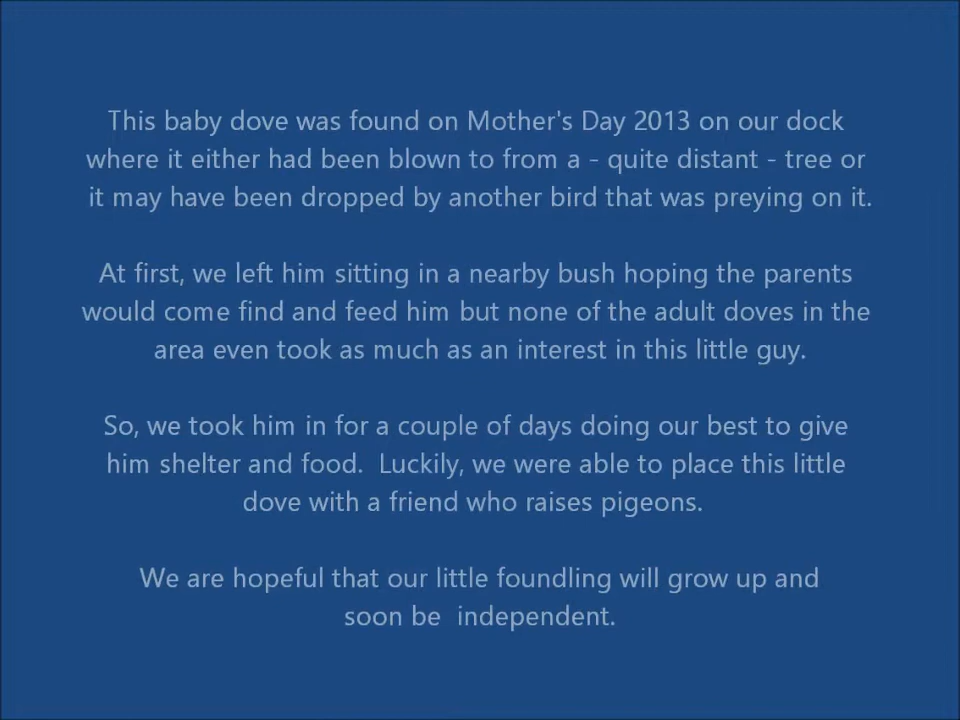 This baby dove was found on Mother's Day 2013 on our dock
where it either had been blown to from a - quite distant - tree or
it may have been dropped by another bird that was preying on it.
At first, we left him sitting in a nearby bush hoping the parents
would come find and feed him but none of the adult doves in the
area even took as much as an interest in this little guy.
So, we took him in for a couple of days doing our best to give
him shelter and food.  Luckily, we were able to place this little
dove with a friend who raises pigeons.
We are hopeful that our little foundling will grow up and
soon be  independent.